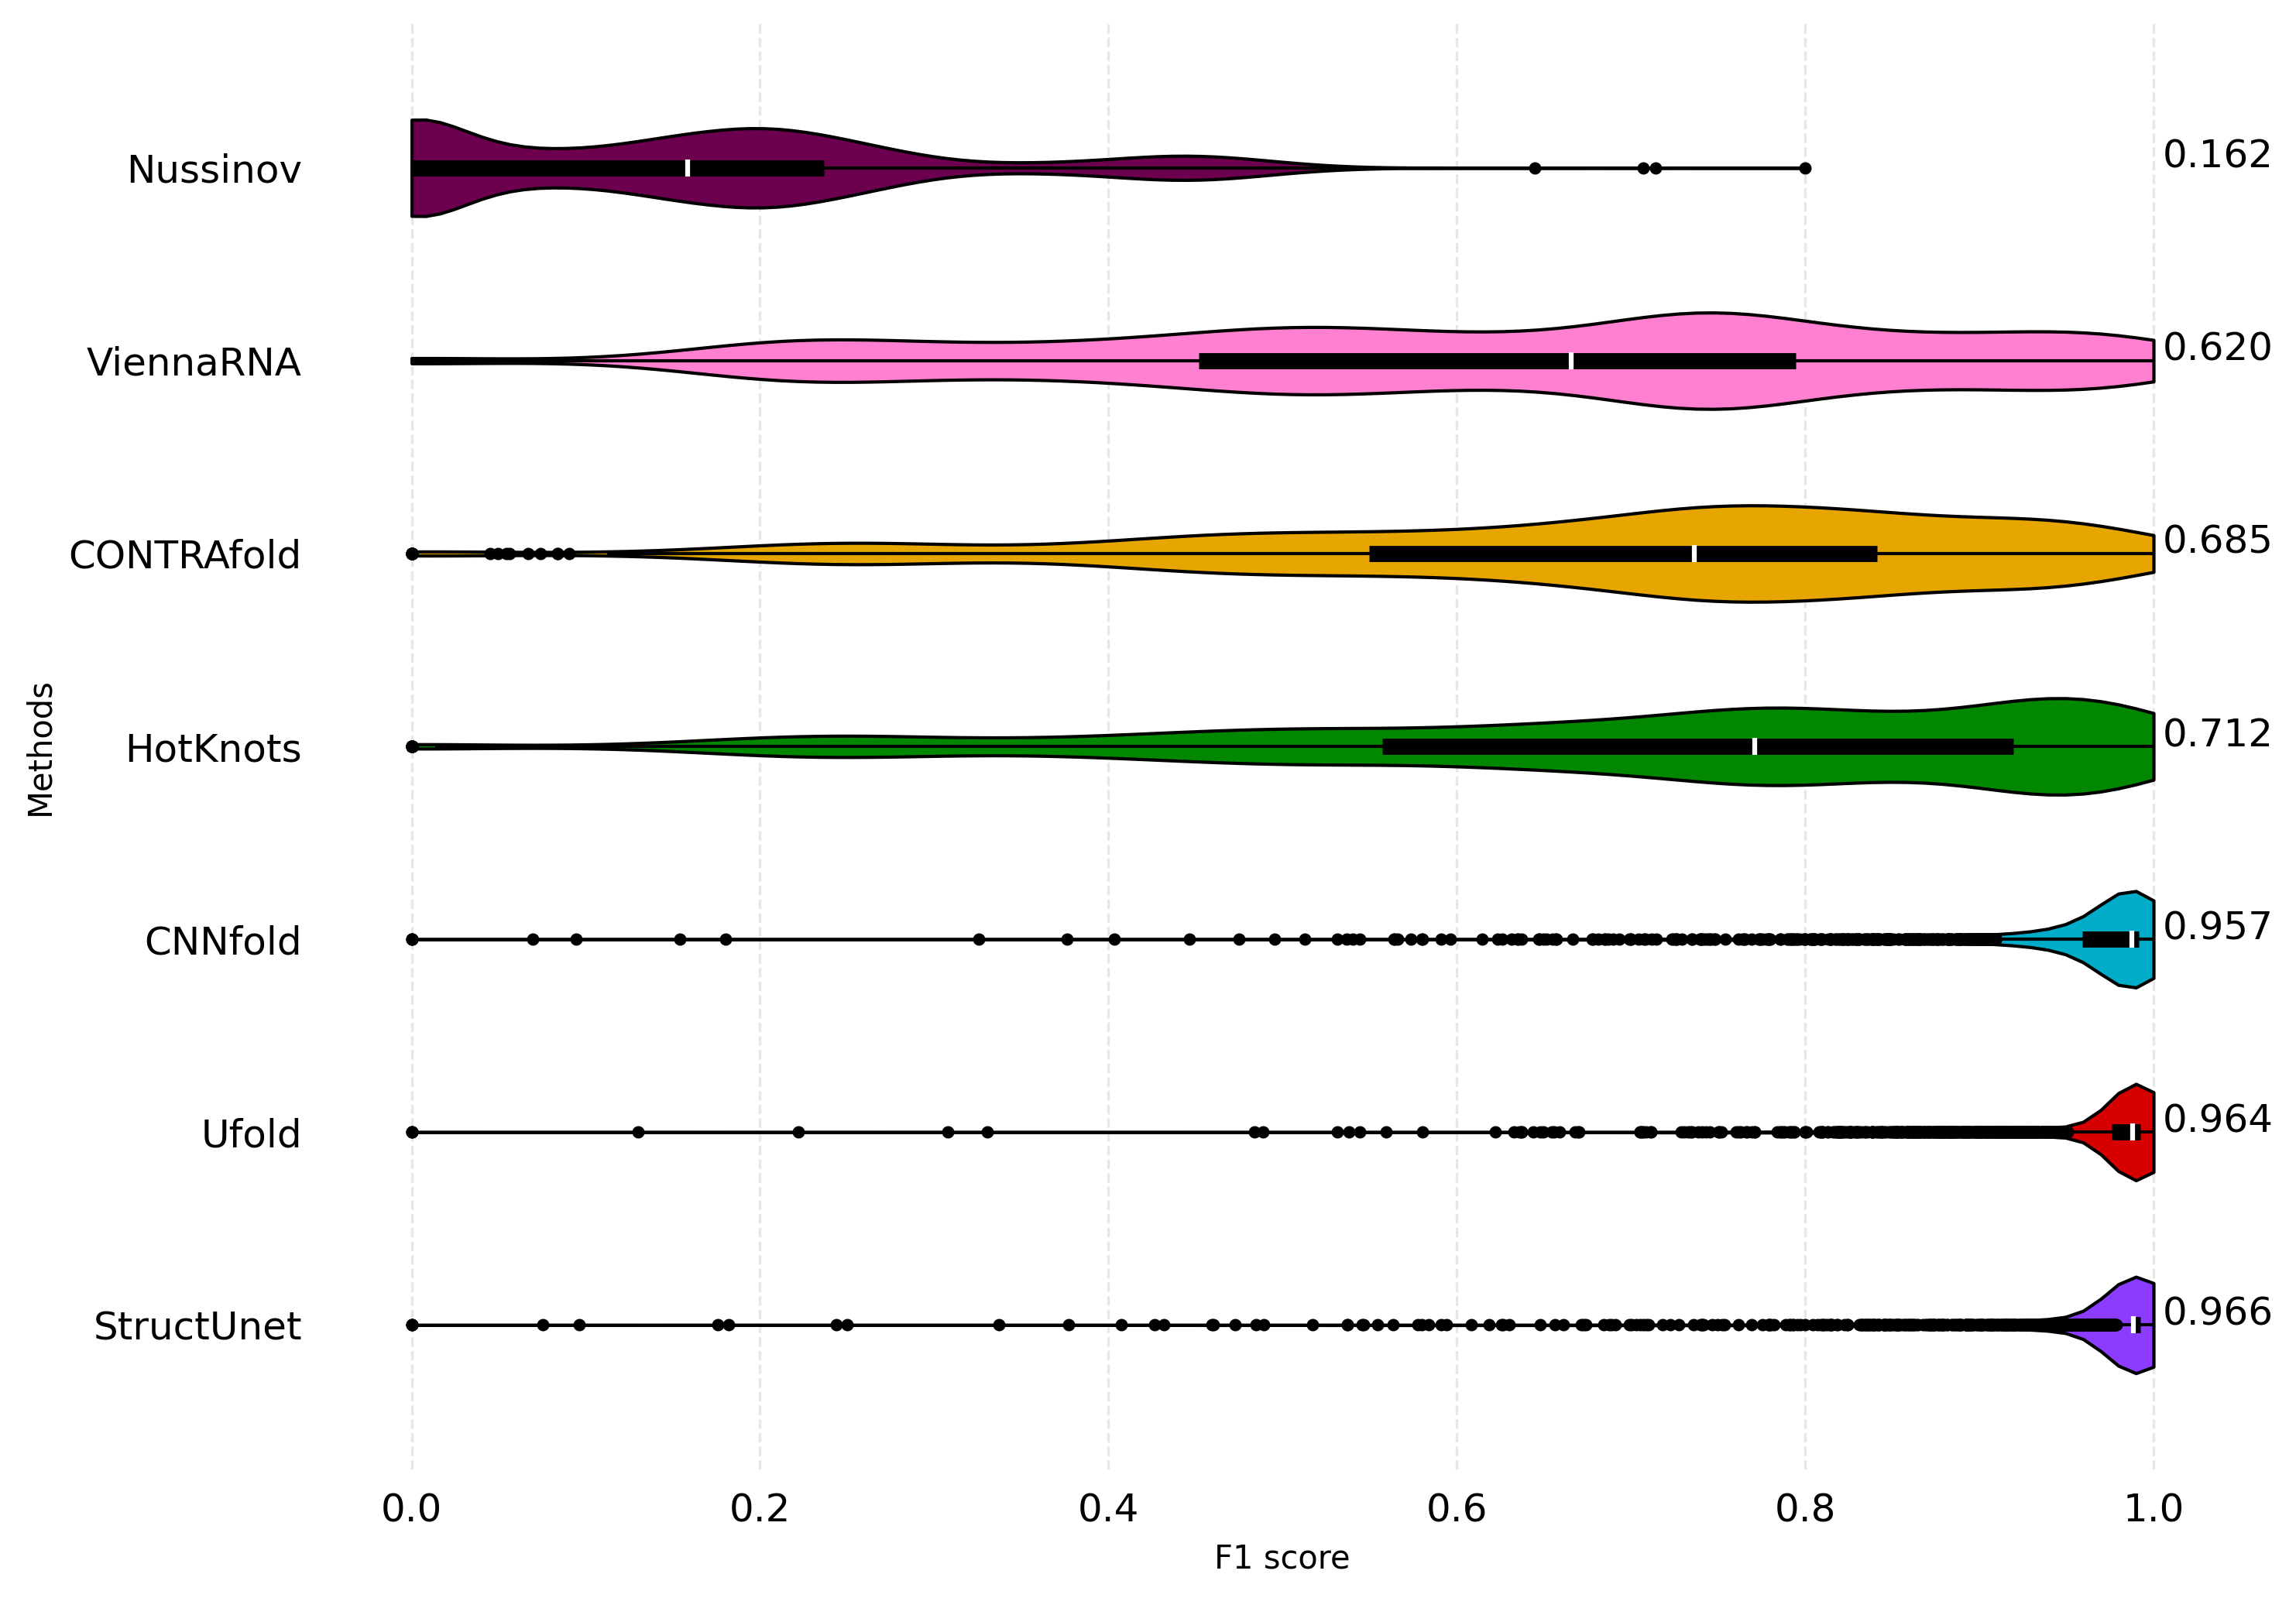 Nussinov 0.162
ViennaRNA 0.620
CONTRAfold 0.685
HotKnots 0.712
Methods
CNNfold 0.957
Ufold 0.964
StructUnet 0.966
0.0 0.2 0.4 0.6 0.8 1.0
F1 score